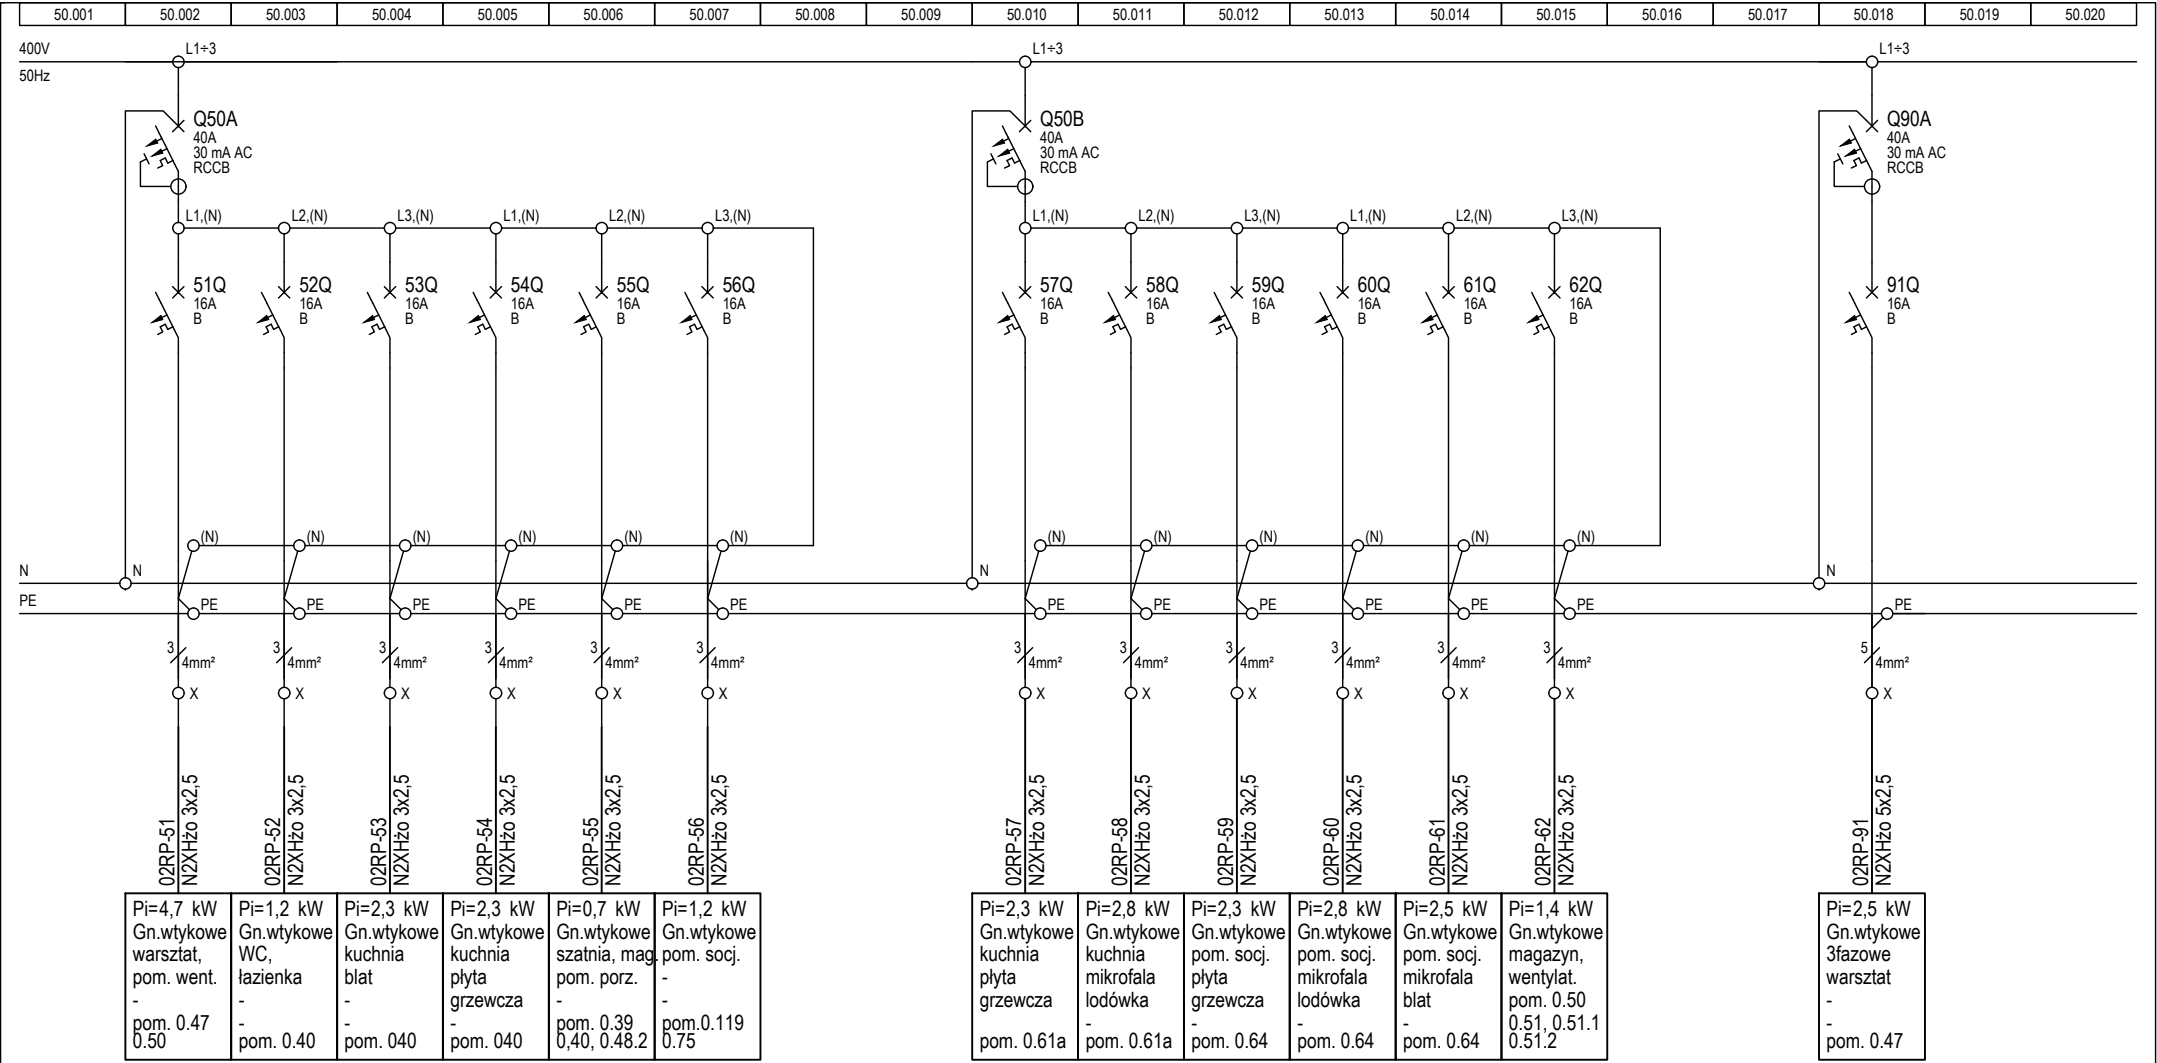 50.001 50.002 50.003 50.004 50.005 50.006 50.007 50.008 50.009 50.010 50.011 50.012 50.013 50.014 50.015 50.016 50.017 50.018 50.019 50.020
400V L1÷3 L1÷3 L1÷3
50Hz
Q50A
40A
30 mA AC
RCCB
Q50B
40A
30 mA AC
RCCB
Q90A
40A
30 mA AC
RCCB
L1,(N) L2,(N) L3,(N) L1,(N) L2,(N) L3,(N) L1,(N) L2,(N) L3,(N) L1,(N) L2,(N) L3,(N)
51Q 52Q 53Q 54Q 55Q 56Q 57Q 58Q 59Q 60Q 61Q 62Q 91Q
16A 16A 16A 16A 16A 16A 16A 16A 16A 16A 16A 16A 16A
B B B B B B B B B B B B B
(N) (N) (N) (N) (N) (N) (N) (N) (N) (N) (N) (N)
N N N N
PE PE PE PE PE PE PE PE PE PE PE PE PE PE
3 3 3 3 3 3 3 3 3 3 3 3 5
4mm² 4mm² 4mm² 4mm² 4mm² 4mm² 4mm² 4mm² 4mm² 4mm² 4mm² 4mm² 4mm²
X X X X X X X X X X X X X
02RP-51
N2XHżo 3x2,5
02RP-52
N2XHżo 3x2,5
02RP-53
N2XHżo 3x2,5
02RP-54
N2XHżo 3x2,5
02RP-55
N2XHżo 3x2,5
02RP-56
N2XHżo 3x2,5
02RP-57
N2XHżo 3x2,5
02RP-58
N2XHżo 3x2,5
02RP-59
N2XHżo 3x2,5
02RP-60
N2XHżo 3x2,5
02RP-61
N2XHżo 3x2,5
02RP-62
N2XHżo 3x2,5
02RP-91
N2XHżo 5x2,5
Pi=4,7 kW
Gn.wtykowe
warsztat,
pom. went.
-
pom. 0.47
0.50
Pi=1,2 kW
Gn.wtykowe
WC,
łazienka
-
-
pom. 0.40
Pi=2,3 kW
Gn.wtykowe
kuchnia
blat
-
-
pom. 040
Pi=2,3 kW
Gn.wtykowe
kuchnia
płyta
grzewcza
-
pom. 040
Pi=0,7 kW
Gn.wtykowe
szatnia, mag.
pom. porz.
-
pom. 0.39
0,40, 0.48.2
Pi=1,2 kW
Gn.wtykowe
pom. socj.
-
-
pom.0.119
0.75
Pi=2,3 kW
Gn.wtykowe
kuchnia
płyta
grzewcza
pom. 0.61a
Pi=2,8 kW
Gn.wtykowe
kuchnia
mikrofala
lodówka
-
pom. 0.61a
Pi=2,3 kW
Gn.wtykowe
pom. socj.
płyta
grzewcza
-
pom. 0.64
Pi=2,8 kW
Gn.wtykowe
pom. socj.
mikrofala
lodówka
-
pom. 0.64
Pi=2,5 kW
Gn.wtykowe
pom. socj.
mikrofala
blat
-
pom. 0.64
Pi=1,4 kW
Gn.wtykowe
magazyn,
wentylat.
pom. 0.50
0.51, 0.51.1
0.51.2
Pi=2,5 kW
Gn.wtykowe
3fazowe
warsztat
-
-
pom. 0.47